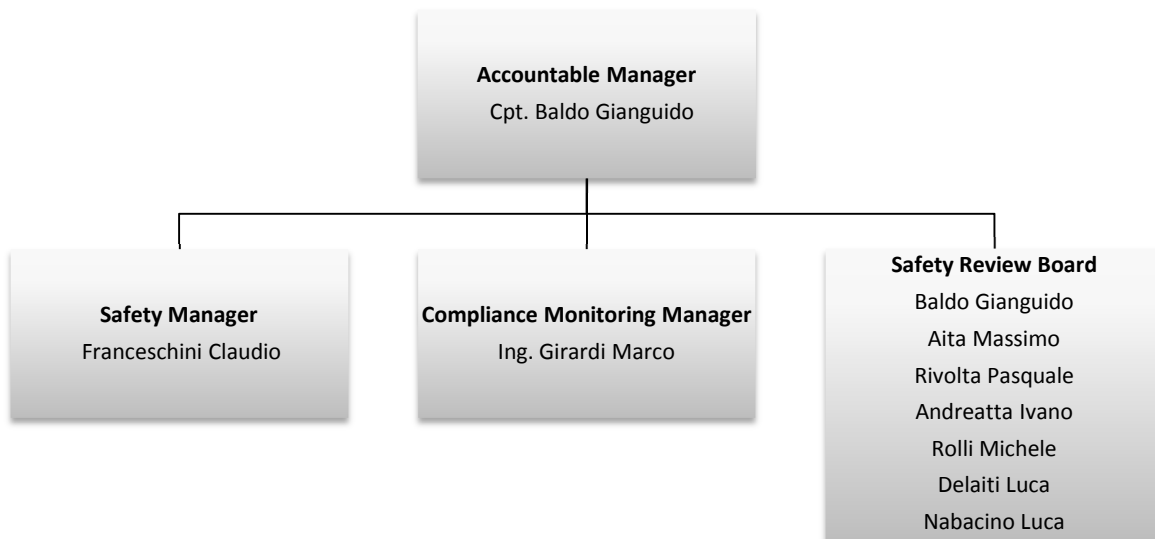 Accountable Manager
Cpt. Baldo Gianguido
Safety Manager
Franceschini Claudio
Compliance Monitoring Manager
Ing. Girardi Marco
Safety Review Board
Baldo Gianguido
Aita Massimo
Rivolta Pasquale
Andreatta Ivano
Rolli Michele
Delaiti Luca
Nabacino Luca